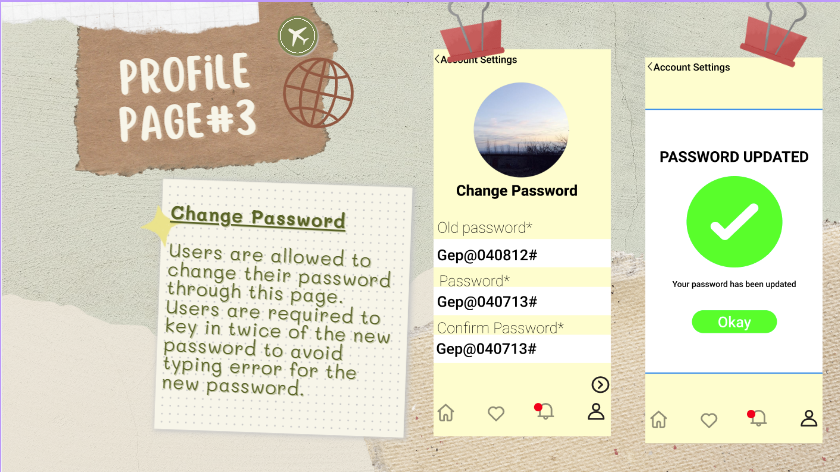 PROFILE
PAGE#3
Change Password
Users are allowed to
change their password
through this page.
Users are required to
key in twice of the new
password to avoid
typing error for the
new password.
Account Settings
Change Password
Old password*
Gep@040812#
Password*
Gep@040713#
Confirm Password*
Gep@040713#
Account Settings
PASSWORD UPDATED
Your password has been updated
Okay